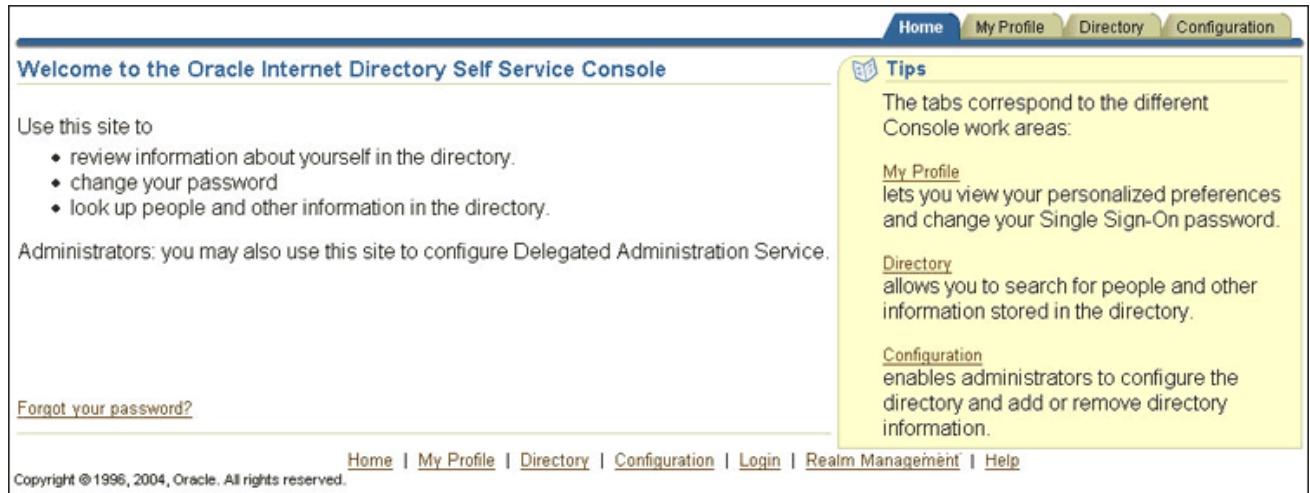 Home My Profile Directory Configuration
Welcome to the Oracle Internet Directory Self Service Console
Use this site to
• review information about yourself in the directory.
• change your password
• look up people and other information in the directory.
Administrators: you may also use this site to configure Delegated Administration Service.
Forgot your password?
Tips
The tabs correspond to the different
Console work areas:
My Profile
lets you view your personalized preferences
and change your Single Sign-On password.
Directory
allows you to search for people and other
information stored in the directory.
Configuration
enables administrators to configure the
directory and add or remove directory
information.
Home | My Profile | Directory | Configuration | Login | Realm Management | Help
Copyright © 1996, 2004, Oracle. All rights reserved.